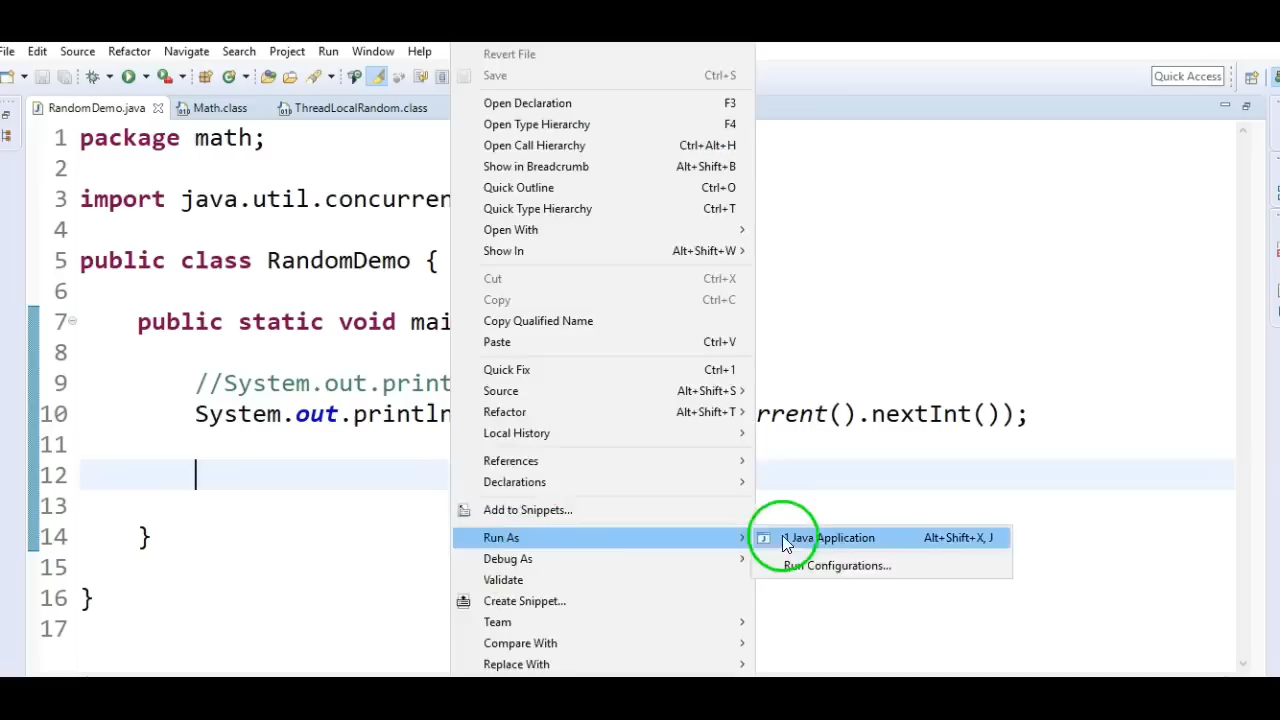 File Edit Source Refactor Navigate Search Project Run Window Help
Quick Access
RandomDemo.java Math.class ThreadLocalRandom.class
1 package math;
2
3 import java.util.concurren
4
5 public class RandomDemo {
6
7 public static void mai
8
9 //System.out.print
10 System.out.println rrent().nextInt());
11
12
13
14 }
15
16 }
17
Revert File
Save Ctrl+S
Open Declaration F3
Open Type Hierarchy F4
Open Call Hierarchy Ctrl+Alt+H
Show in Breadcrumb Alt+Shift+B
Quick Outline Ctrl+O
Quick Type Hierarchy Ctrl+T
Open With
Show In Alt+Shift+W
Cut Ctrl+X
Copy Ctrl+C
Copy Qualified Name
Paste Ctrl+V
Quick Fix Ctrl+1
Source Alt+Shift+S
Refactor Alt+Shift+T
Local History
References
Declarations
Add to Snippets...
Run As
Debug As
Validate
Create Snippet...
Team
Compare With
Replace With
1 Java Application Alt+Shift+X, J
Run Configurations...